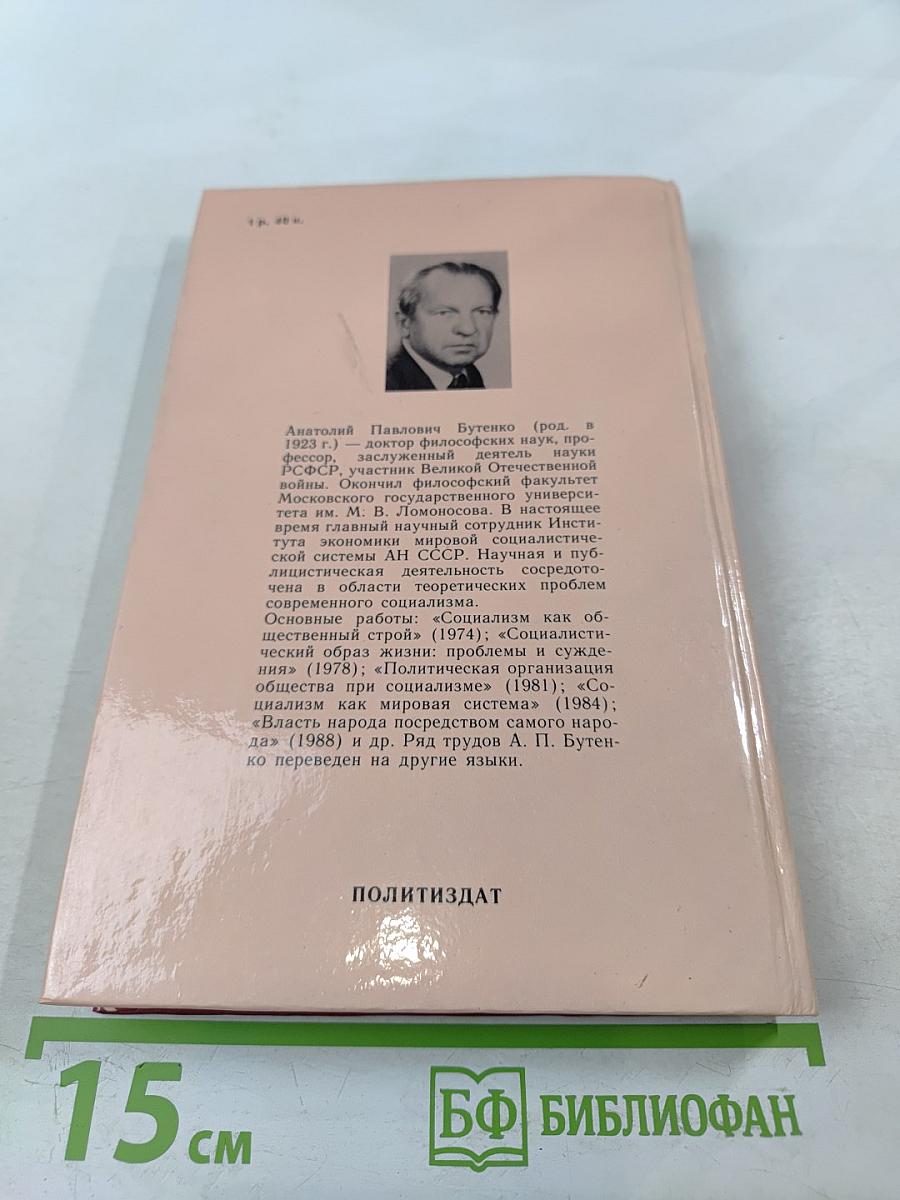 Анатолий Павлович Бутенко (род. в
1923 г.) — доктор философских наук, про-
фессор, заслуженный деятель науки
РСФСР, участник Великой Отечественной
войны. Окончил философский факультет
Московского государственного универси-
тета им. М. В. Ломоносова. В настоящее
время главный научный сотрудник Инсти-
тута экономики мировой социалистиче-
ской системы АН СССР. Научная и пуб-
лицистическая деятельность сосредото-
чена в области теоретических проблем
современного социализма.
Основные работы: «Социализм как об-
щественный строй» (1974); «Социалисти-
ческий образ жизни: проблемы и сужде-
ния» (1978); «Политическая организация
общества при социализме» (1981); «Со-
циализм как мировая система» (1984);
«Власть народа посредством самого наро-
да» (1988) и др. Ряд трудов А. П. Бутен-
ко переведен на другие языки.
ПОЛИТИЗДАТ
15 см
БФ БИБЛИОФАН